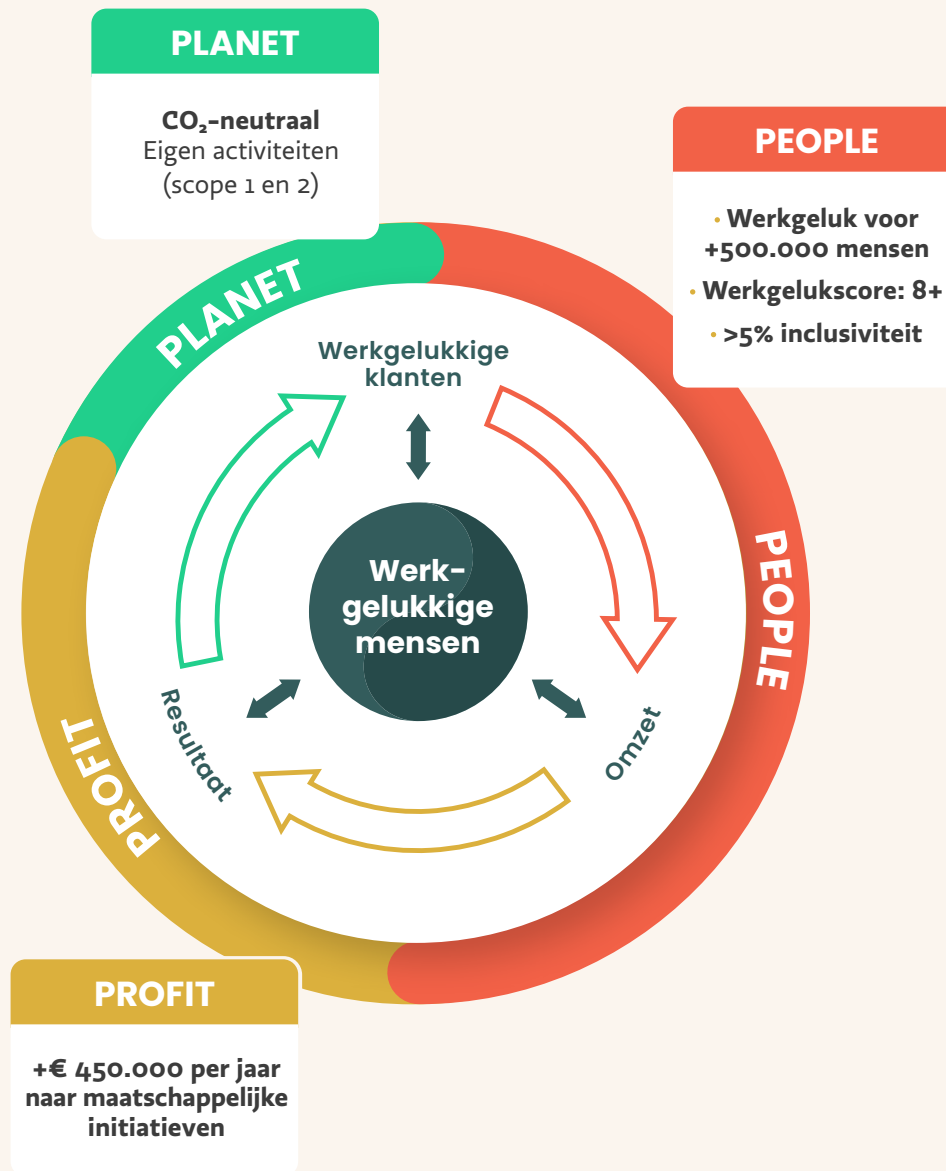 PLANET
CO₂-neutraal
Eigen activiteiten
(scope 1 en 2)
PEOPLE
• Werkgeluk voor
+500.000 mensen
• Werkgelukscore: 8+
• >5% inclusiviteit
PLANET
PEOPLE
PROFIT
Werkgelukkige
klanten
Werk-
gelukkige
mensen
Resultaat
Omzet
PROFIT
+€ 450.000 per jaar
naar maatschappelijke
initiatieven